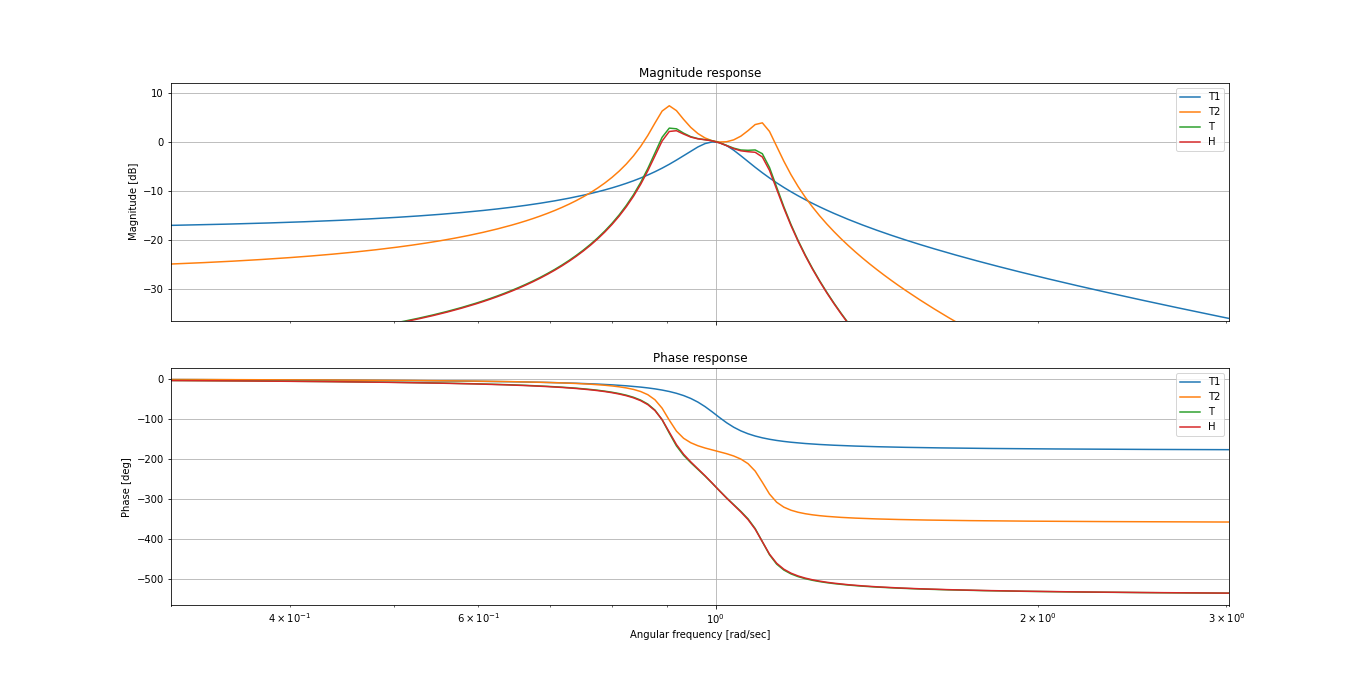 Magnitude response
Magnitude [dB]
10
0
−10
−20
−30
T1
T2
T
H
Phase response
Phase [deg]
0
−100
−200
−300
−400
−500
T1
T2
T
H
4 × 10⁻¹
6 × 10⁻¹
10⁰
2 × 10⁰
3 × 10⁰
Angular frequency [rad/sec]